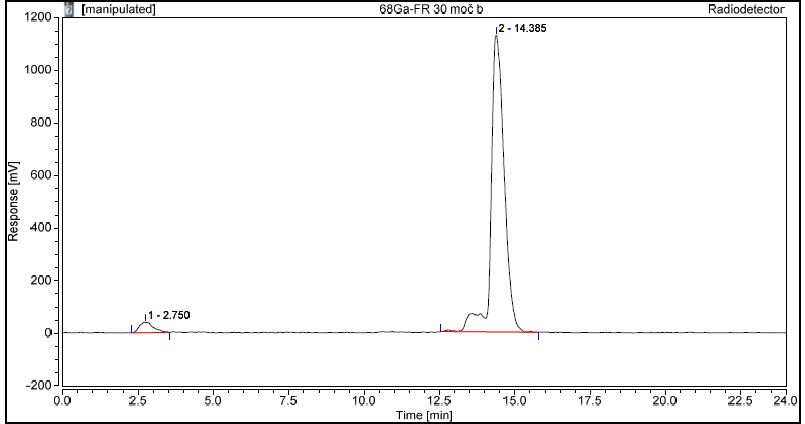 [manipulated] 68Ga-FR 30 moč b Radiodetector
1200
1000
800
600
400
200
0
-200
Response [mV]
1 - 2.750
2 - 14.385
0.0 2.5 5.0 7.5 10.0 12.5 15.0 17.5 20.0 22.5 24.0
Time [min]